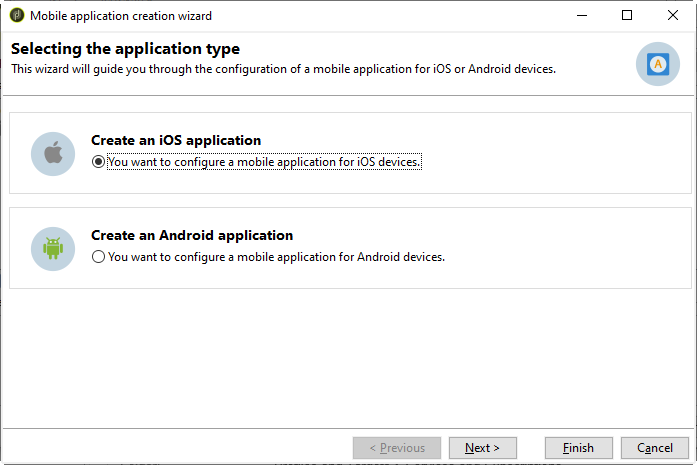 Mobile application creation wizard
Selecting the application type
This wizard will guide you through the configuration of a mobile application for iOS or Android devices.
A
Create an iOS application
You want to configure a mobile application for iOS devices.
Create an Android application
You want to configure a mobile application for Android devices.
< Previous Next > Finish Cancel